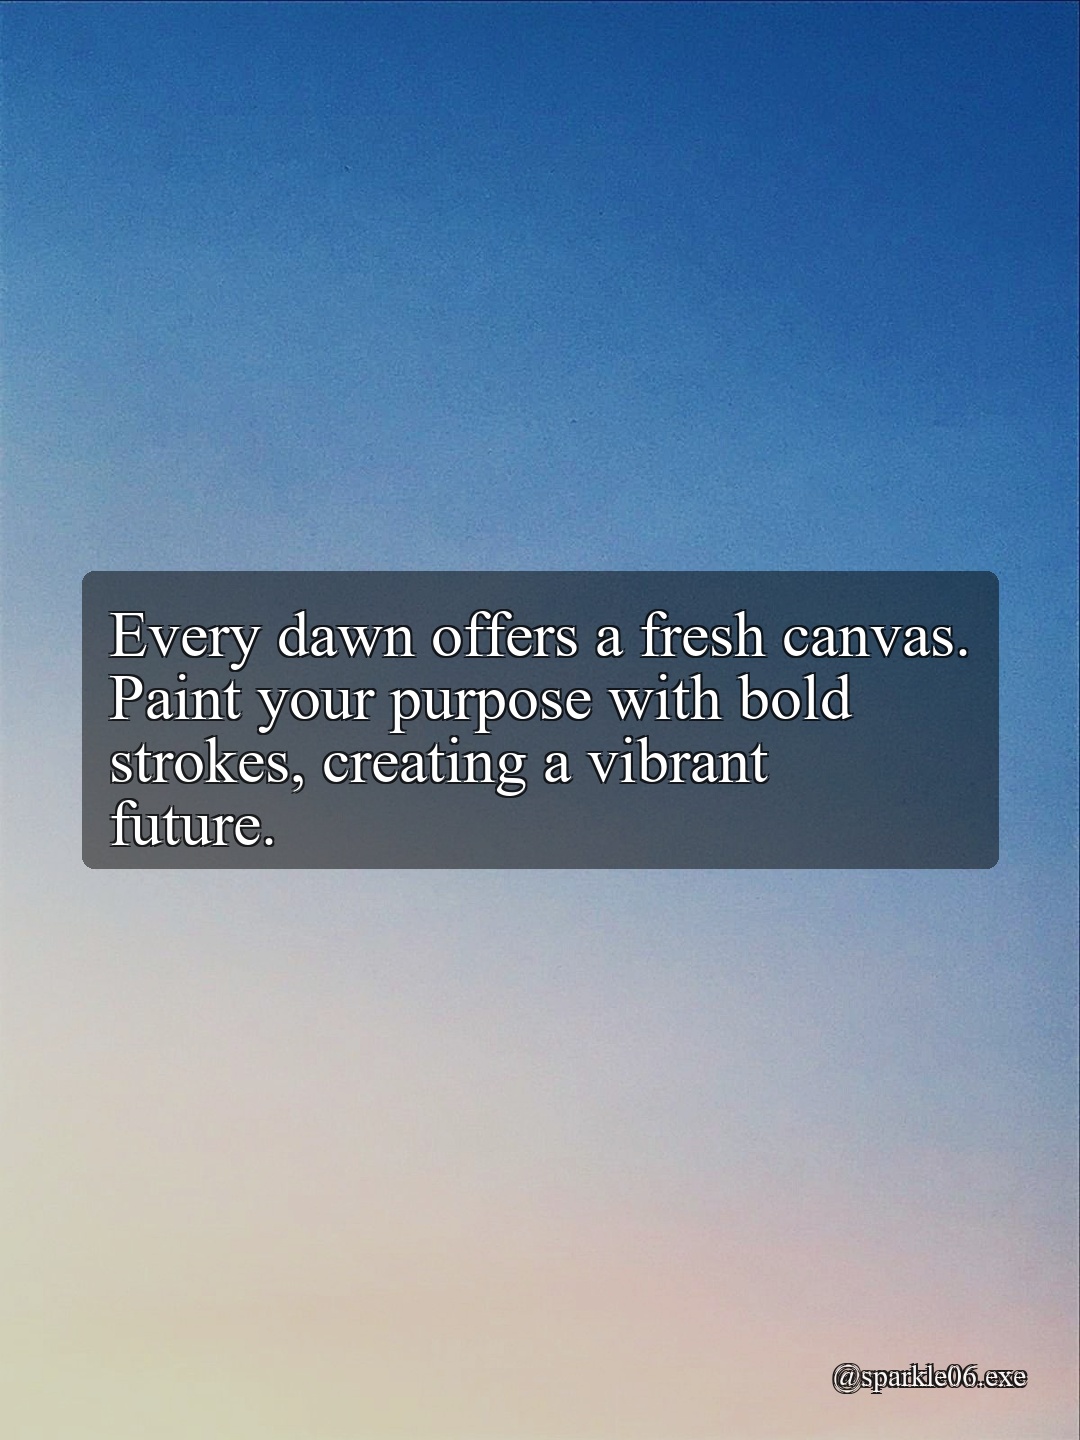 Every dawn offers a fresh canvas.
Paint your purpose with bold
strokes, creating a vibrant
future.
@sparkle06.exe